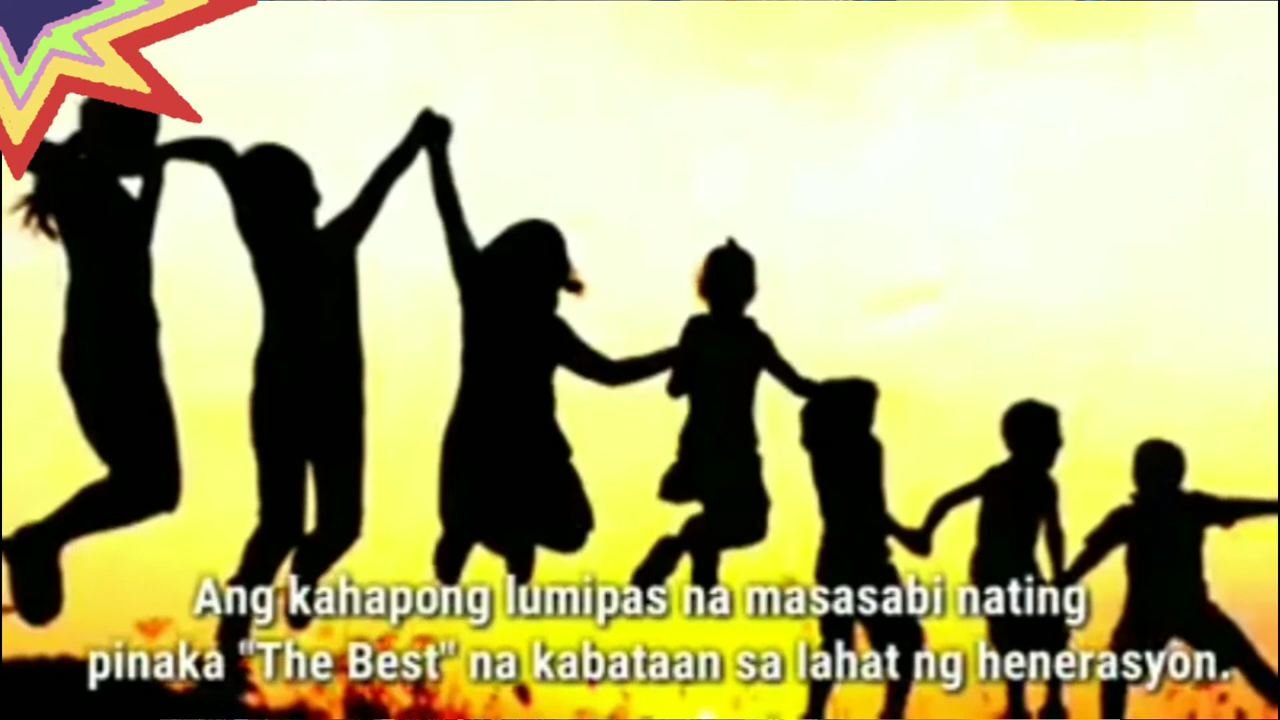 Ang kahapong lumipas na masasabi nating
pinaka "The Best" na kabataan sa lahat ng henerasyon.